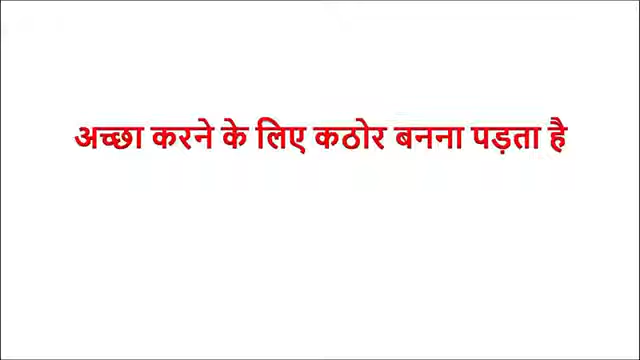 अच्छा करने के लिए कठोर बनना पड़ता है